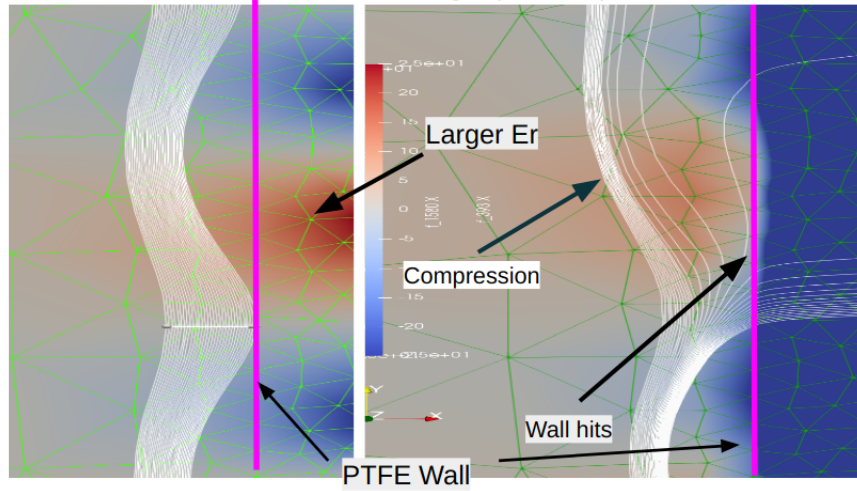 2.5e+01
+01
20
Larger Er
15
10
5
0
-5
Compression
-15
-20
2.5e+01
Y
Z
X
Wall hits
PTFE Wall